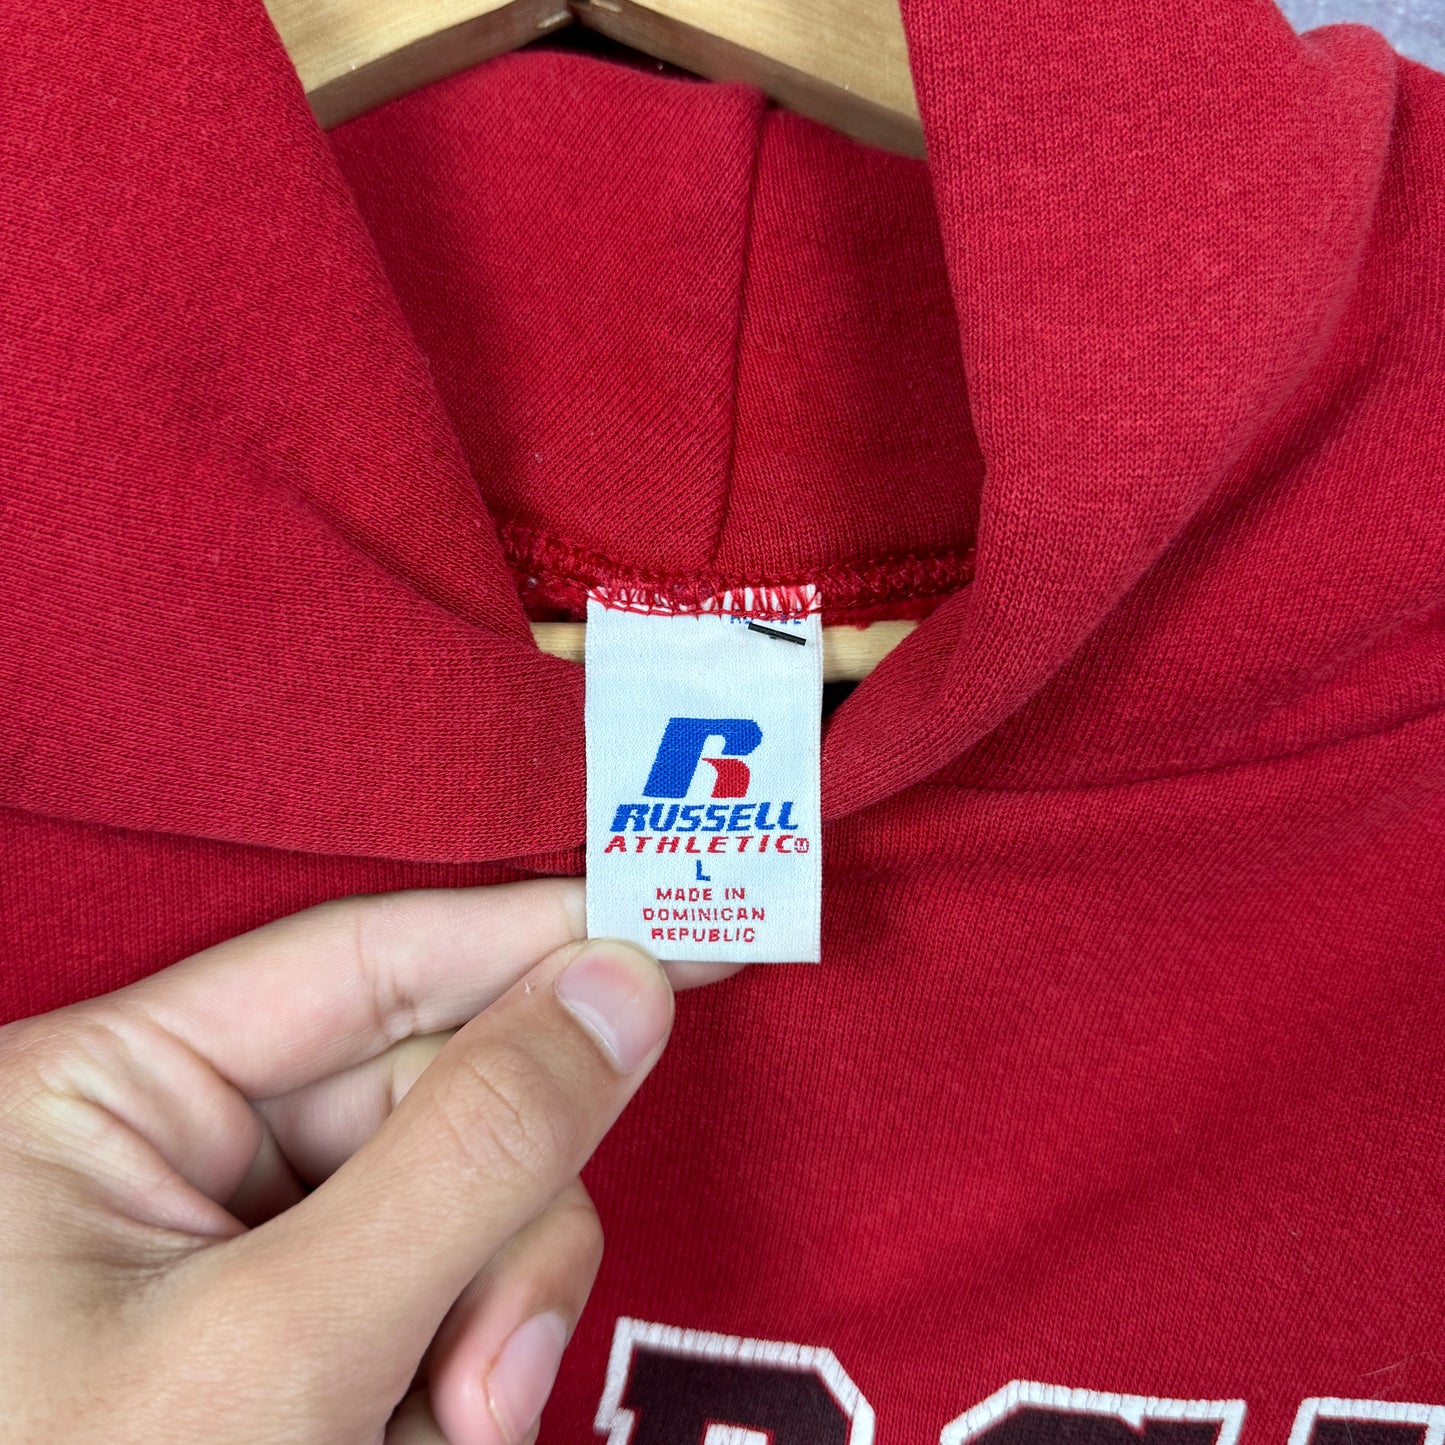 RUSSELL
ATHLETIC
L
MADE IN
DOMINICAN
REPUBLIC